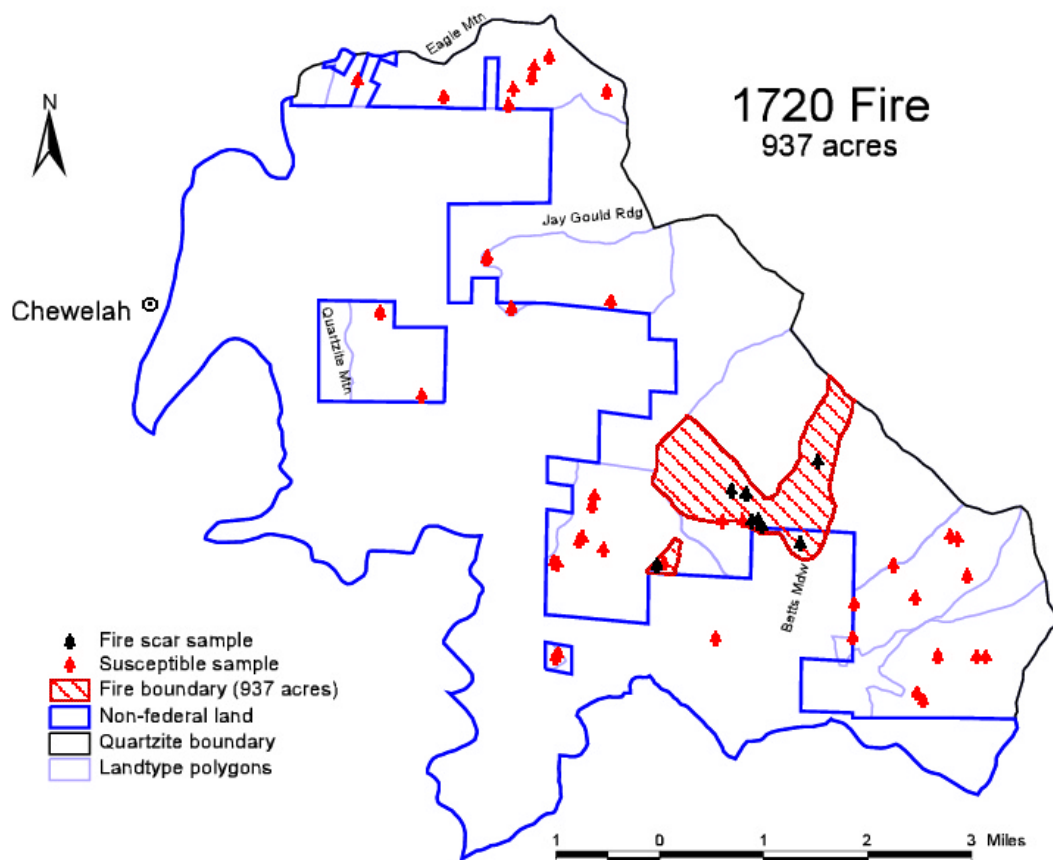 Eagle Mtn
N
1720 Fire
937 acres
Jay Gould Rdg
Chewelah
Quartzite Mtn
Betts Mdw
Fire scar sample
Susceptible sample
Fire boundary (937 acres)
Non-federal land
Quartzite boundary
Landtype polygons
1 0 1 2 3 Miles